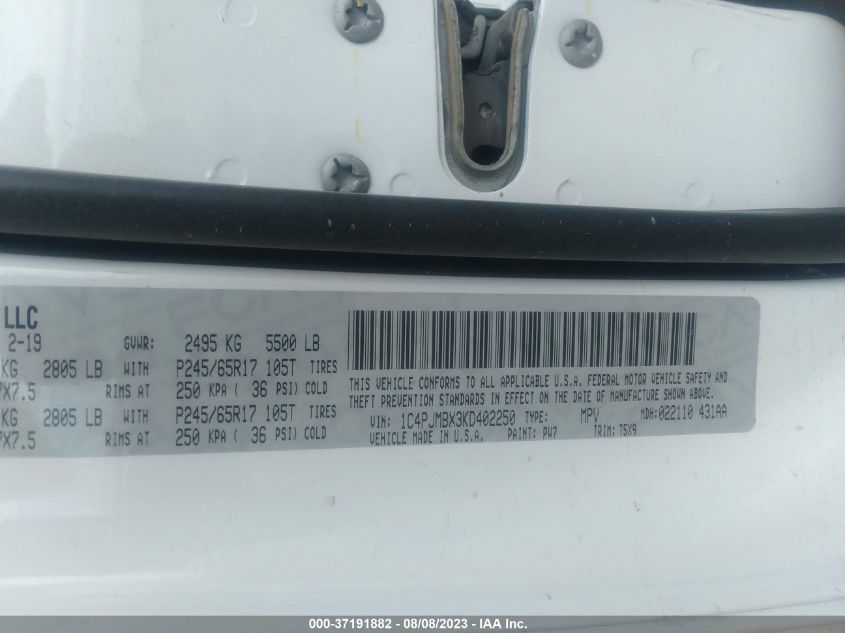 LLC
2-19 GVWR: 2495 KG 5500 LB
KG 2805 LB WITH P245/65R17 105T TIRES
7X7.5 RIMS AT 250 KPA ( 36 PSI) COLD
KG 2805 LB WITH P245/65R17 105T TIRES
7X7.5 RIMS AT 250 KPA ( 36 PSI) COLD
THIS VEHICLE CONFORMS TO ALL APPLICABLE U.S.A. FEDERAL MOTOR VEHICLE SAFETY AND
THEFT PREVENTION STANDARDS IN EFFECT ON THE DATE OF MANUFACTURE SHOWN ABOVE.
VIN: 1C4PJMBX3KD402250 TYPE: MPV MDH: 022110 431AA
VEHICLE MADE IN U.S.A. PAINT: PW7 TRIM: T5X9
000-37191882 - 08/08/2023 - 0000252550